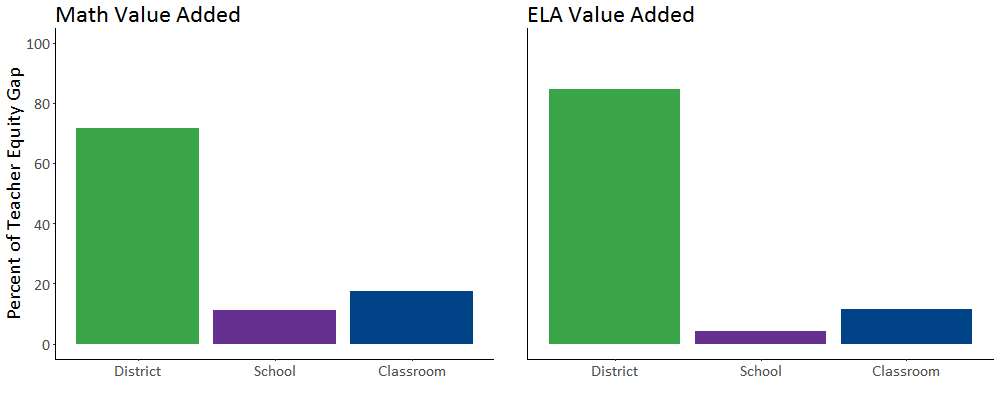 Math Value Added
ELA Value Added
Percent of Teacher Equity Gap
100
80
60
40
20
0
District School Classroom
District School Classroom